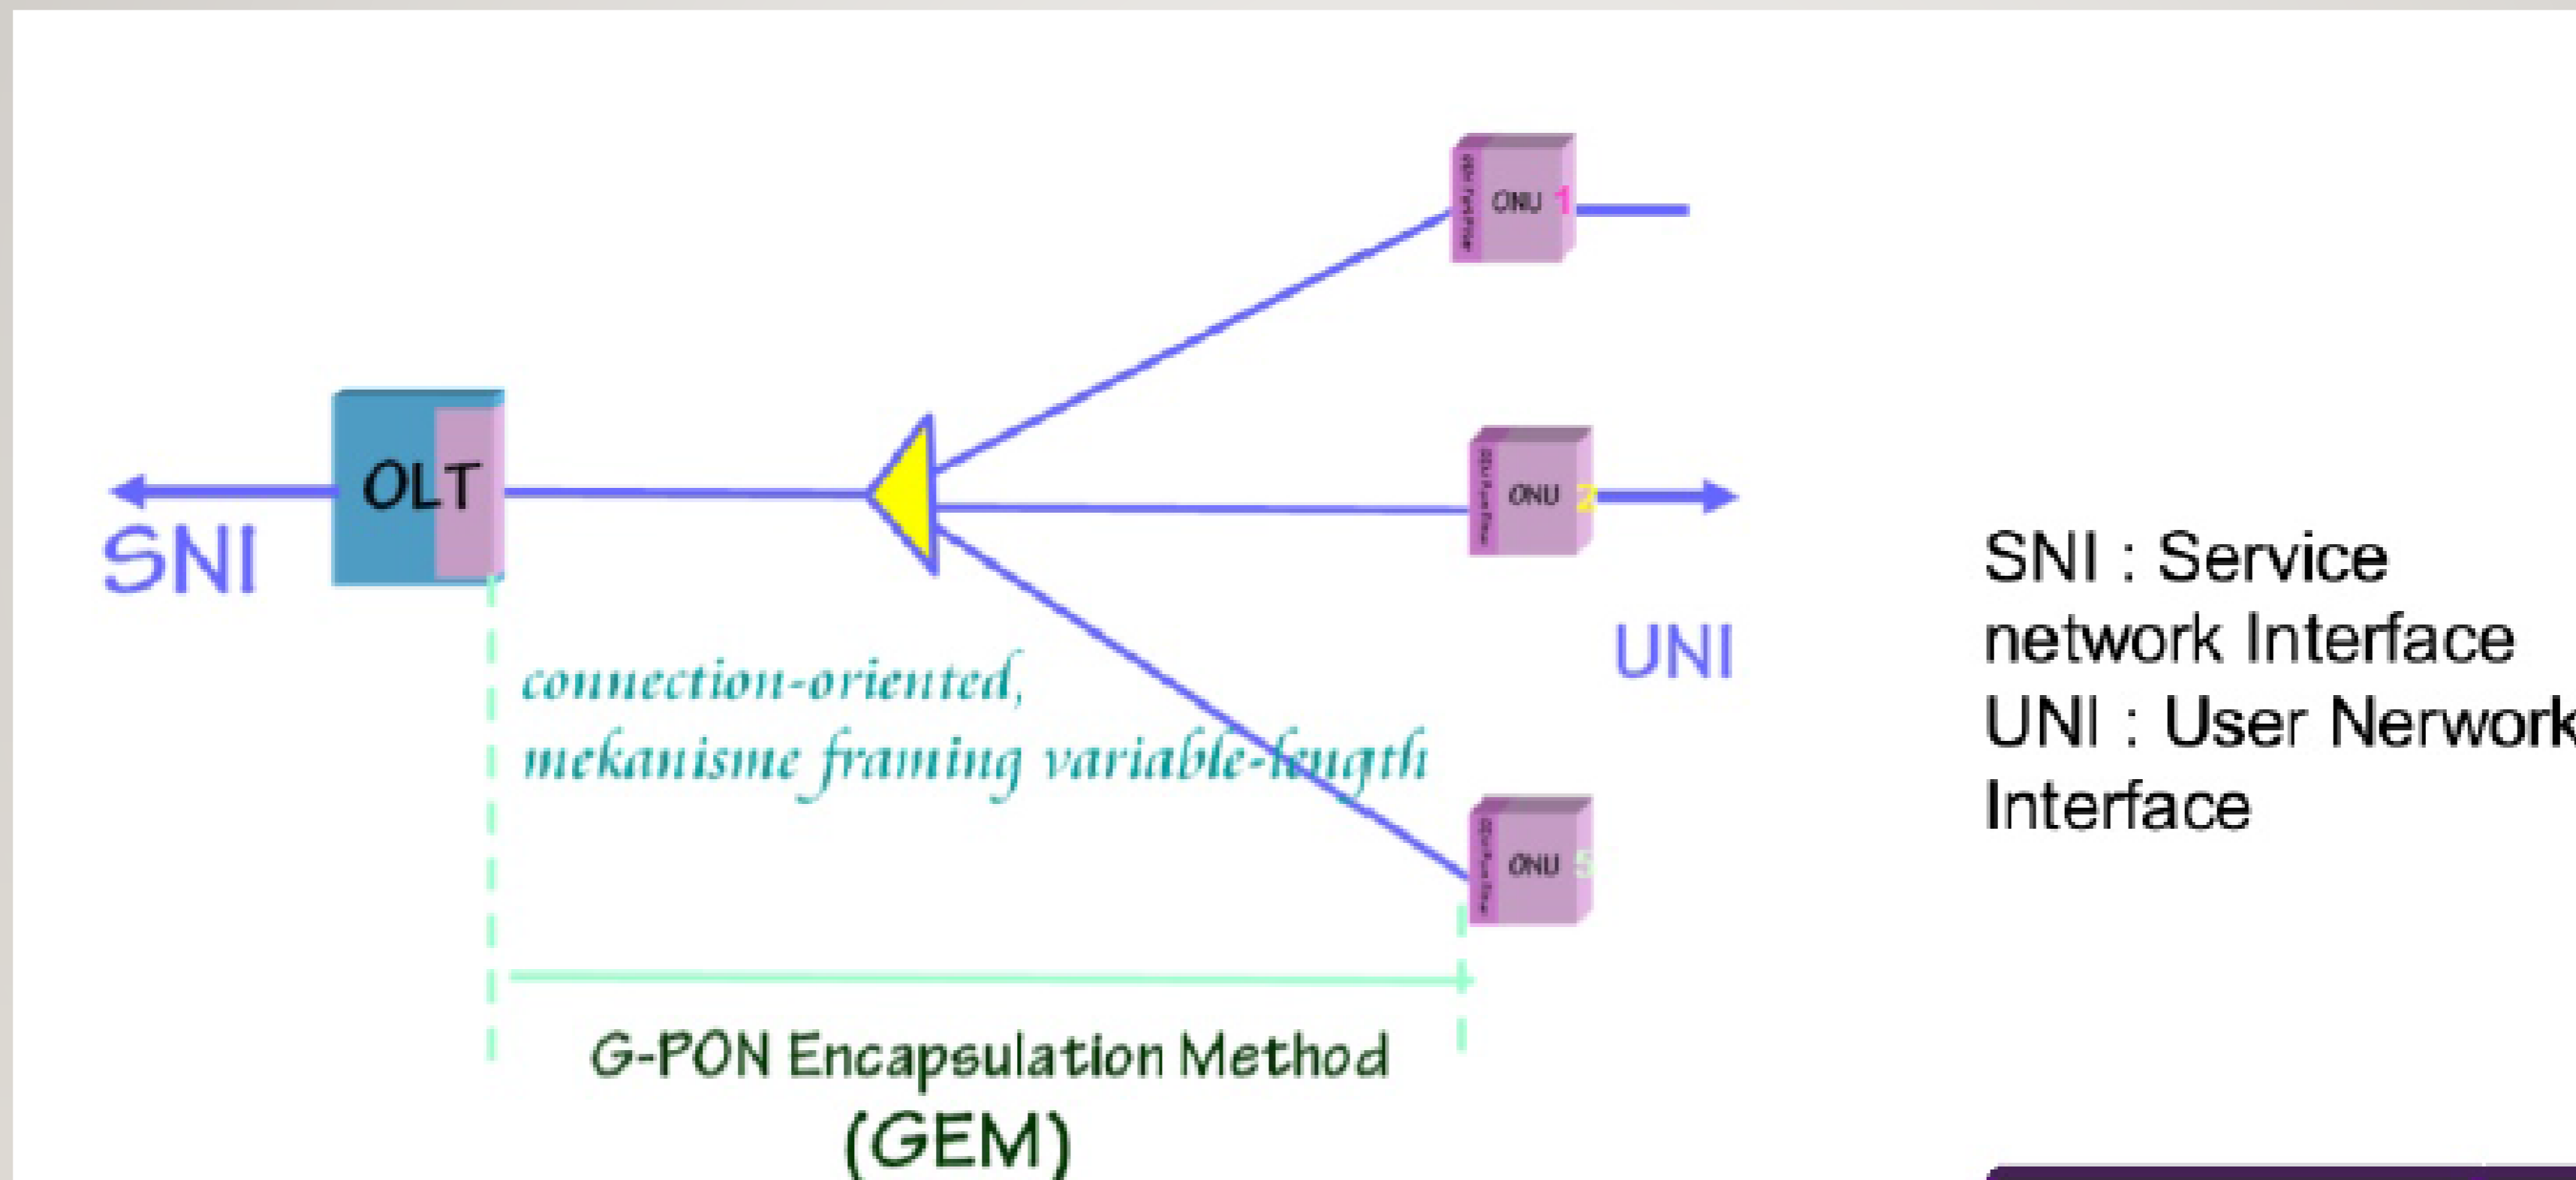 ONU 1
OLT
SNI
ONU 2
UNI
connection-oriented,
mekanisme framing variable-length
ONU 5
G-PON Encapsulation Method
(GEM)
SNI : Service
network Interface
UNI : User Nerwork
Interface